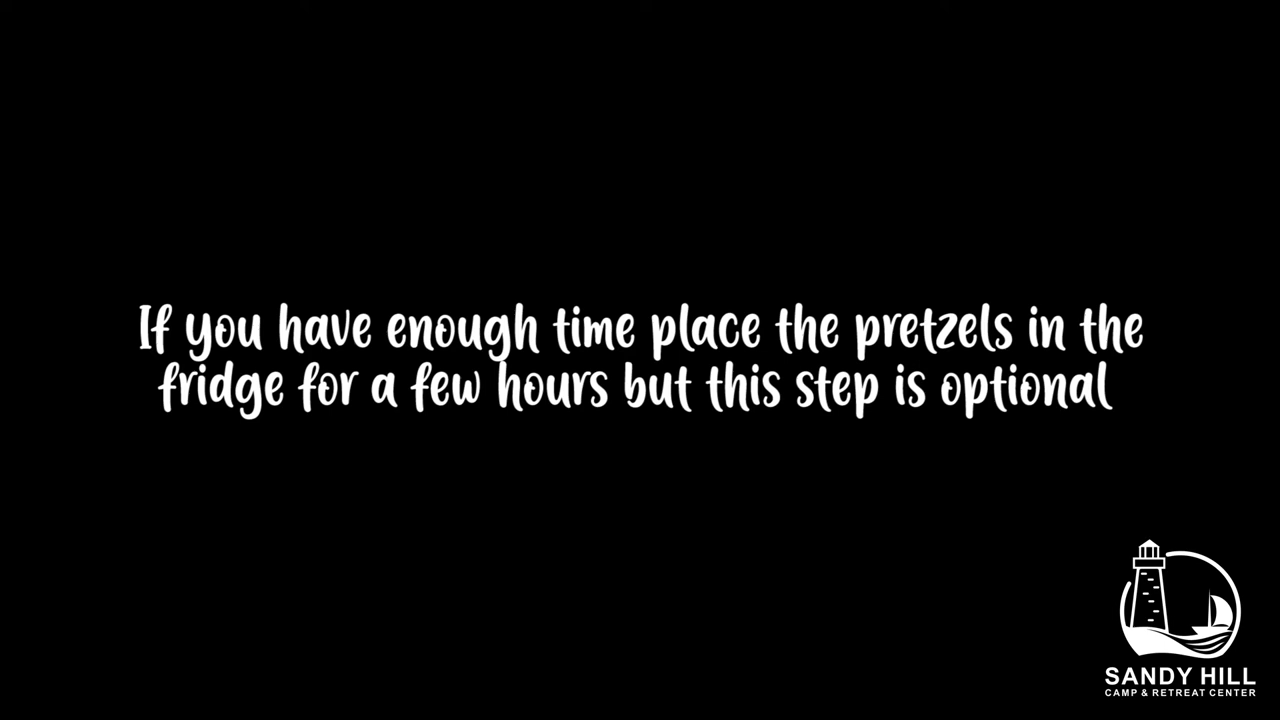 If you have enough time place the pretzels in the
fridge for a few hours but this step is optional
SANDY HILL
CAMP & RETREAT CENTER